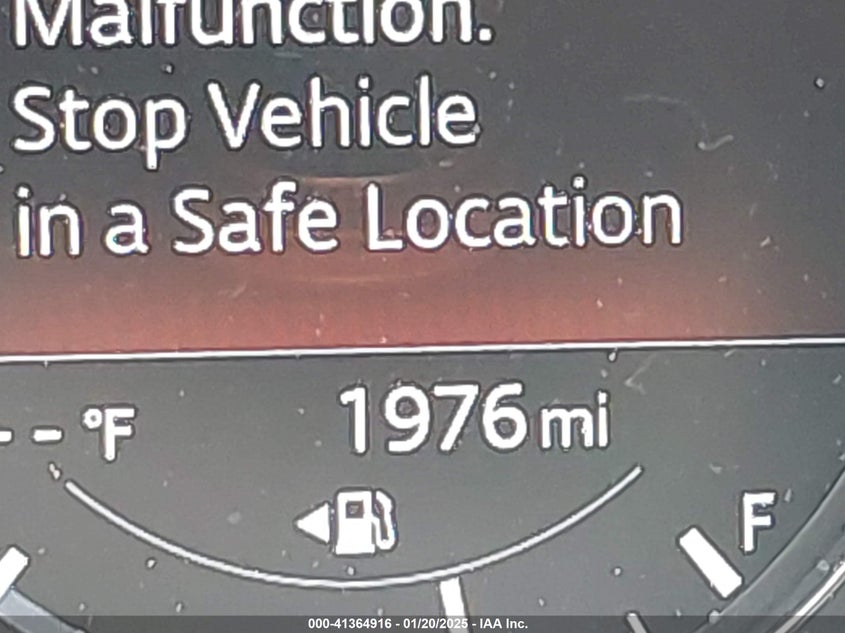 Malfunction.
Stop Vehicle
in a Safe Location
-- °F 1976 mi
F
000-41364916 - 01/20/2025 - IAA Inc.